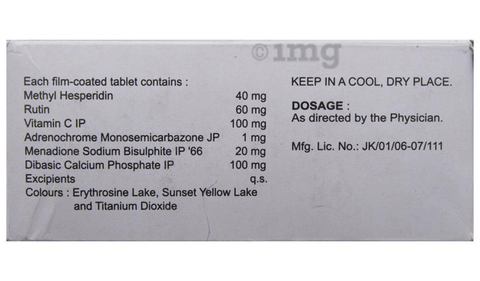 ©1mg
Each film-coated tablet contains :
Methyl Hesperidin 40 mg
Rutin 60 mg
Vitamin C IP 100 mg
Adrenochrome Monosemicarbazone JP 1 mg
Menadione Sodium Bisulphite IP '66 20 mg
Dibasic Calcium Phosphate IP 100 mg
Excipients q.s.
Colours : Erythrosine Lake, Sunset Yellow Lake
and Titanium Dioxide
KEEP IN A COOL, DRY PLACE.
DOSAGE :
As directed by the Physician.
Mfg. Lic. No.: JK/01/06-07/111